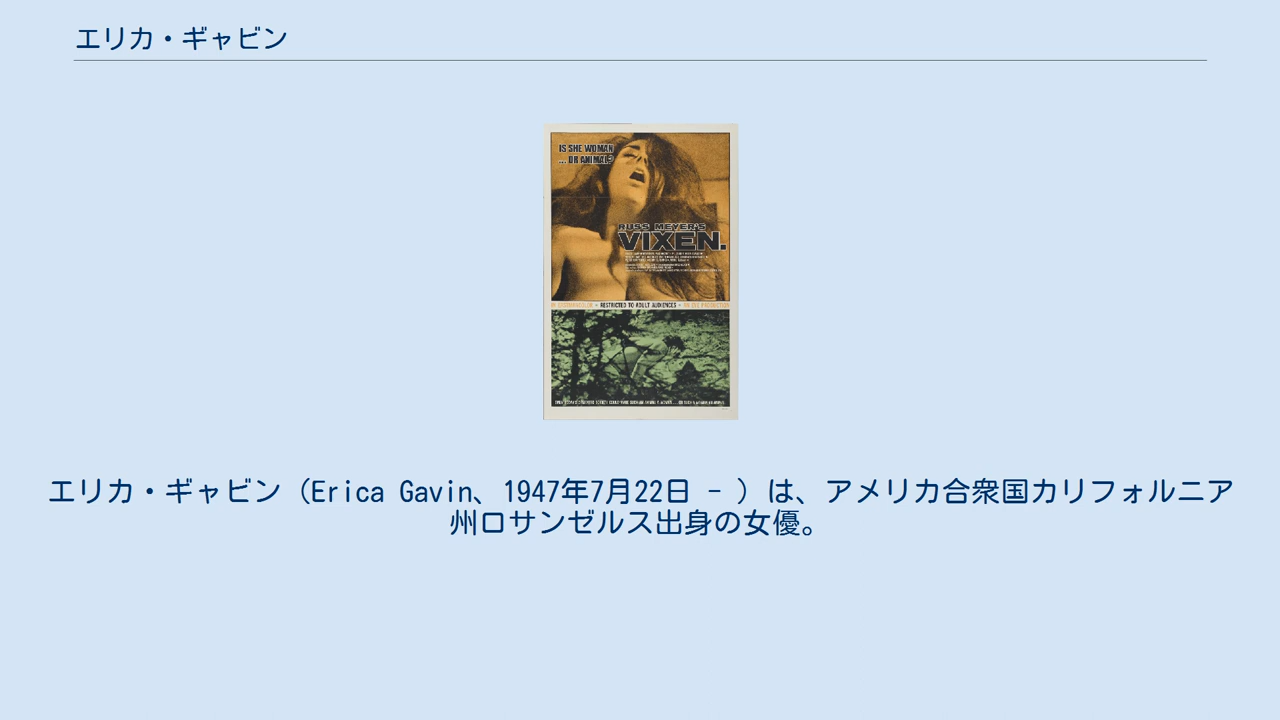 エリカ・ギャビン
IS SHE WOMAN
... OR ANIMAL?
RUSS MEYER'S
VIXEN.
RESTRICTED TO ADULT AUDIENCES
エリカ・ギャビン（Erica Gavin、1947年7月22日 - ）は、アメリカ合衆国カリフォルニア
州ロサンゼルス出身の女優。